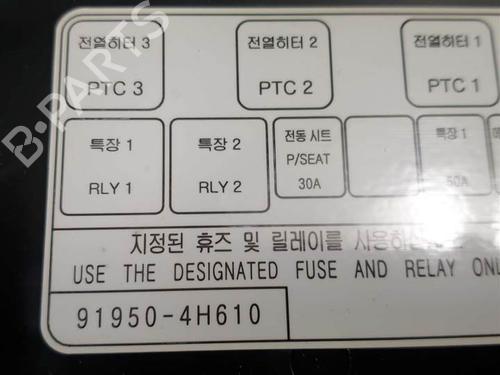 전열히터 3
PTC 3
전열히터 2
PTC 2
전열히터 1
PTC 1
특장 1
RLY 1
특장 2
RLY 2
전동 시트
P/SEAT
30A
특장 1
50A
지정된 휴즈 및 릴레이를 사용하십
USE THE DESIGNATED FUSE AND RELAY ONL
91950-4H610
B-PARTS